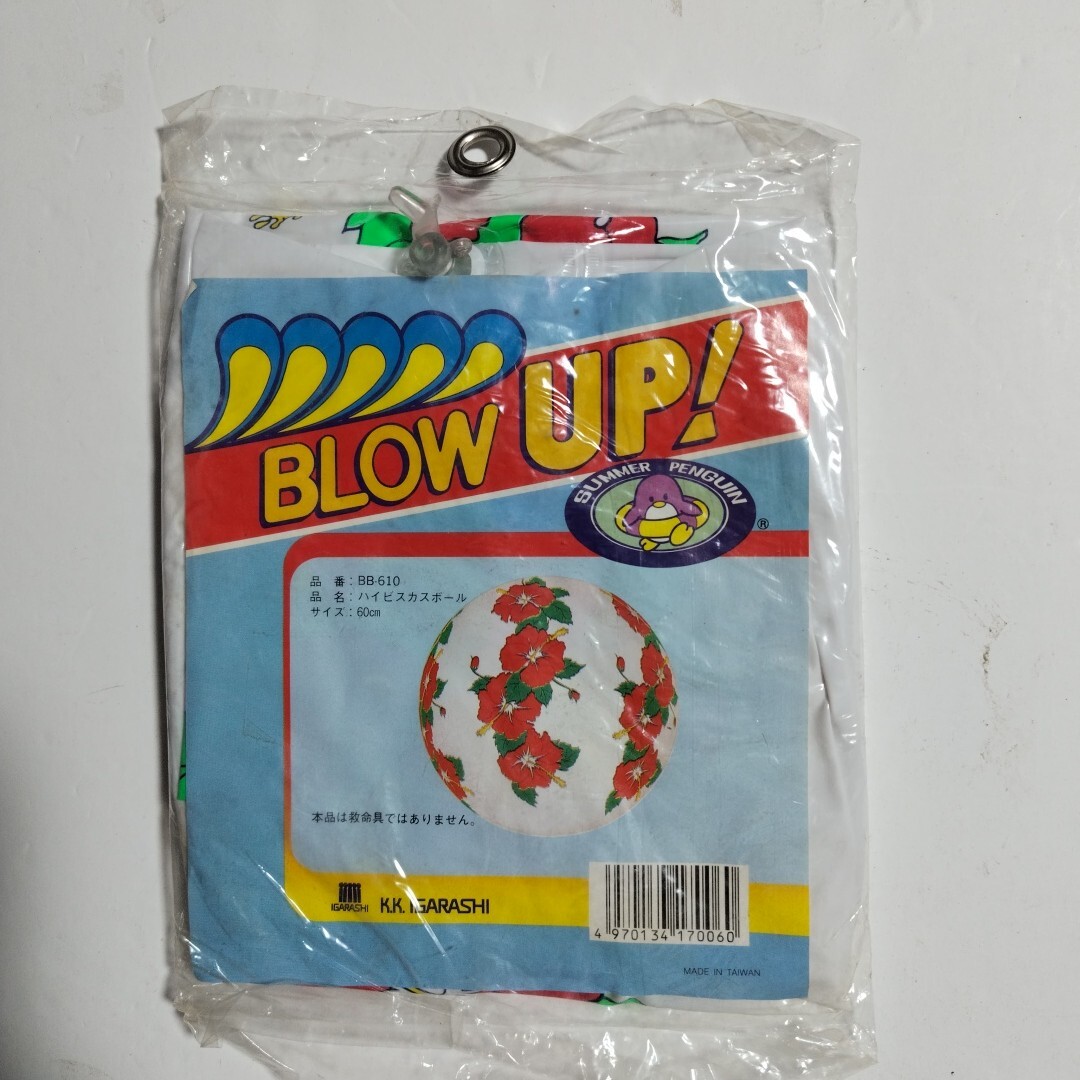 BLOW UP!
SUMMER PENGUIN
®
品 番：BB-610
品 名：ハイビスカスボール
サイズ：60㎝
本品は救命具ではありません。
IGARASHI
K.K. IGARASHI
4 970134 170060
MADE IN TAIWAN